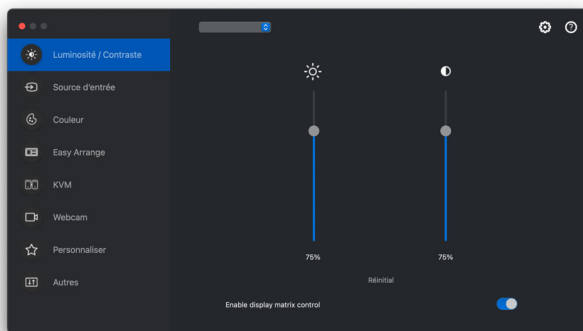 Luminosité / Contraste
Source d'entrée
Couleur
Easy Arrange
KVM
Webcam
Personnaliser
Autres
75%
75%
Réinitial
Enable display matrix control